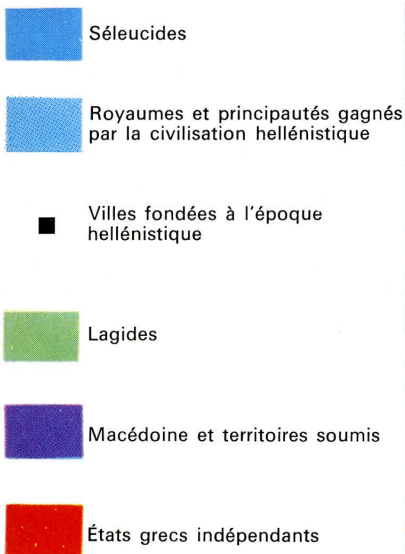 Séleucides
Royaumes et principautés gagnés
par la civilisation hellénistique
Villes fondées à l'époque
hellénistique
Lagides
Macédoine et territoires soumis
États grecs indépendants